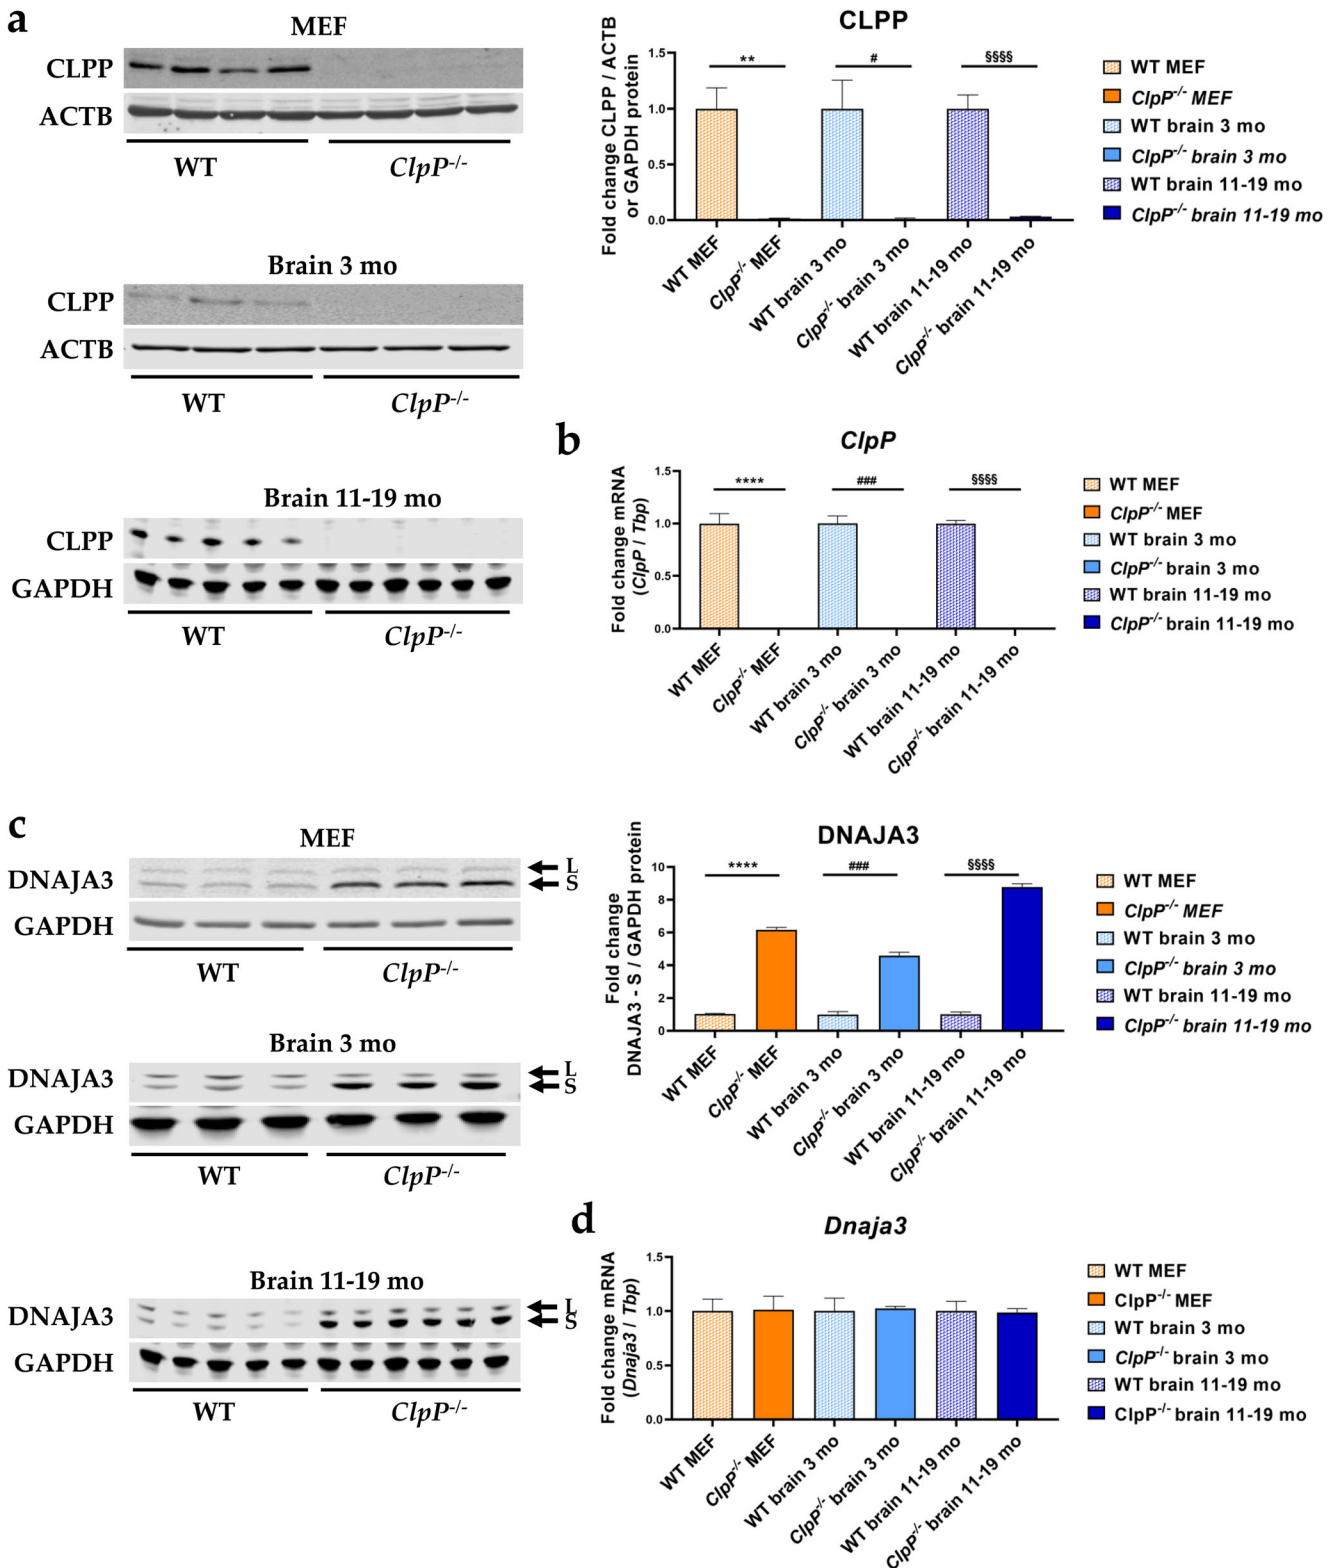 a
MEF
CLPP
ACTB
WT
ClpP-/-
Brain 3 mo
CLPP
ACTB
WT
ClpP-/-
Brain 11-19 mo
CLPP
GAPDH
WT
ClpP-/-
CLPP
Fold change CLPP / ACTB
or GAPDH protein
1.5
1.0
0.5
0.0
**
#
§§§§
WT MEF
ClpP-/- MEF
WT brain 3 mo
ClpP-/- brain 3 mo
WT brain 11-19 mo
ClpP-/- brain 11-19 mo
WT MEF
ClpP-/- MEF
WT brain 3 mo
ClpP-/- brain 3 mo
WT brain 11-19 mo
ClpP-/- brain 11-19 mo
b
ClpP
Fold change mRNA
(ClpP / Tbp)
1.5
1.0
0.5
0.0
****
###
§§§§
WT MEF
ClpP-/- MEF
WT brain 3 mo
ClpP-/- brain 3 mo
WT brain 11-19 mo
ClpP-/- brain 11-19 mo
WT MEF
ClpP-/- MEF
WT brain 3 mo
ClpP-/- brain 3 mo
WT brain 11-19 mo
ClpP-/- brain 11-19 mo
c
MEF
DNAJA3
L
S
GAPDH
WT
ClpP-/-
Brain 3 mo
DNAJA3
L
S
GAPDH
WT
ClpP-/-
Brain 11-19 mo
DNAJA3
L
S
GAPDH
WT
ClpP-/-
DNAJA3
Fold change
DNAJA3 - S / GAPDH protein
10
8
6
4
2
0
****
###
§§§§
WT MEF
ClpP-/- MEF
WT brain 3 mo
ClpP-/- brain 3 mo
WT brain 11-19 mo
ClpP-/- brain 11-19 mo
WT MEF
ClpP-/- MEF
WT brain 3 mo
ClpP-/- brain 3 mo
WT brain 11-19 mo
ClpP-/- brain 11-19 mo
d
Dnaja3
Fold change mRNA
(Dnaja3 / Tbp)
1.5
1.0
0.5
0.0
WT MEF
ClpP-/- MEF
WT brain 3 mo
ClpP-/- brain 3 mo
WT brain 11-19 mo
ClpP-/- brain 11-19 mo
WT MEF
ClpP-/- MEF
WT brain 3 mo
ClpP-/- brain 3 mo
WT brain 11-19 mo
ClpP-/- brain 11-19 mo